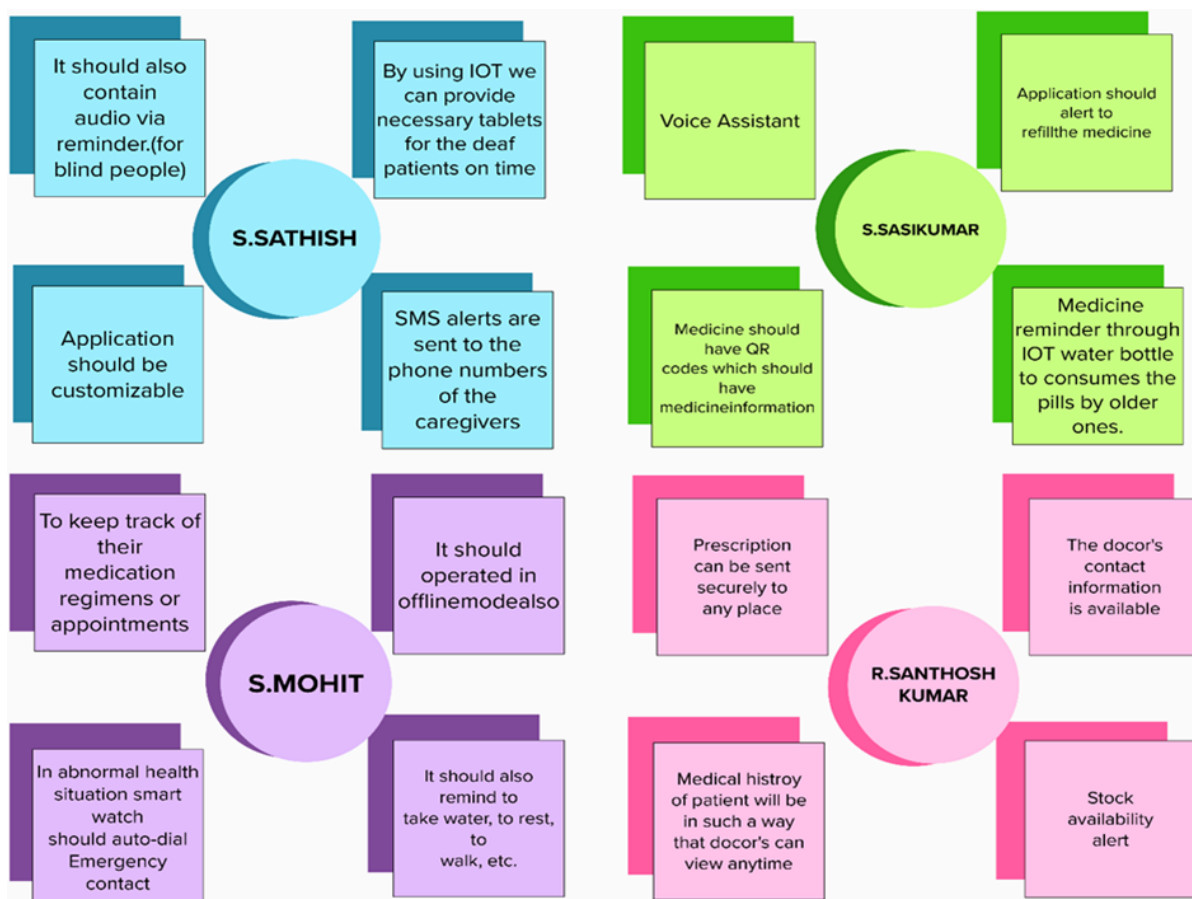 It should also
contain
audio via
reminder.(for
blind people)
By using IOT we
can provide
necessary tablets
for the deaf
patients on time
S.SATHISH
Application
should be
customizable
SMS alerts are
sent to the
phone numbers
of the
caregivers
Voice Assistant
Application should
alert to
refillthe medicine
S.SASIKUMAR
Medicine should
have QR
codes which should
have
medicineinformation
Medicine
reminder through
IOT water bottle
to consumes the
pills by older
ones.
To keep track of
their
medication
regimens or
appointments
It should
operated in
offlinemodealso
S.MOHIT
In abnormal health
situation smart
watch
should auto-dial
Emergency
contact
It should also
remind to
take water, to rest,
to
walk, etc.
Prescription
can be sent
securely to
any place
The docor's
contact
information
is available
R.SANTHOSH
KUMAR
Medical histroy
of patient will be
in such a way
that docor's can
view anytime
Stock
availability
alert